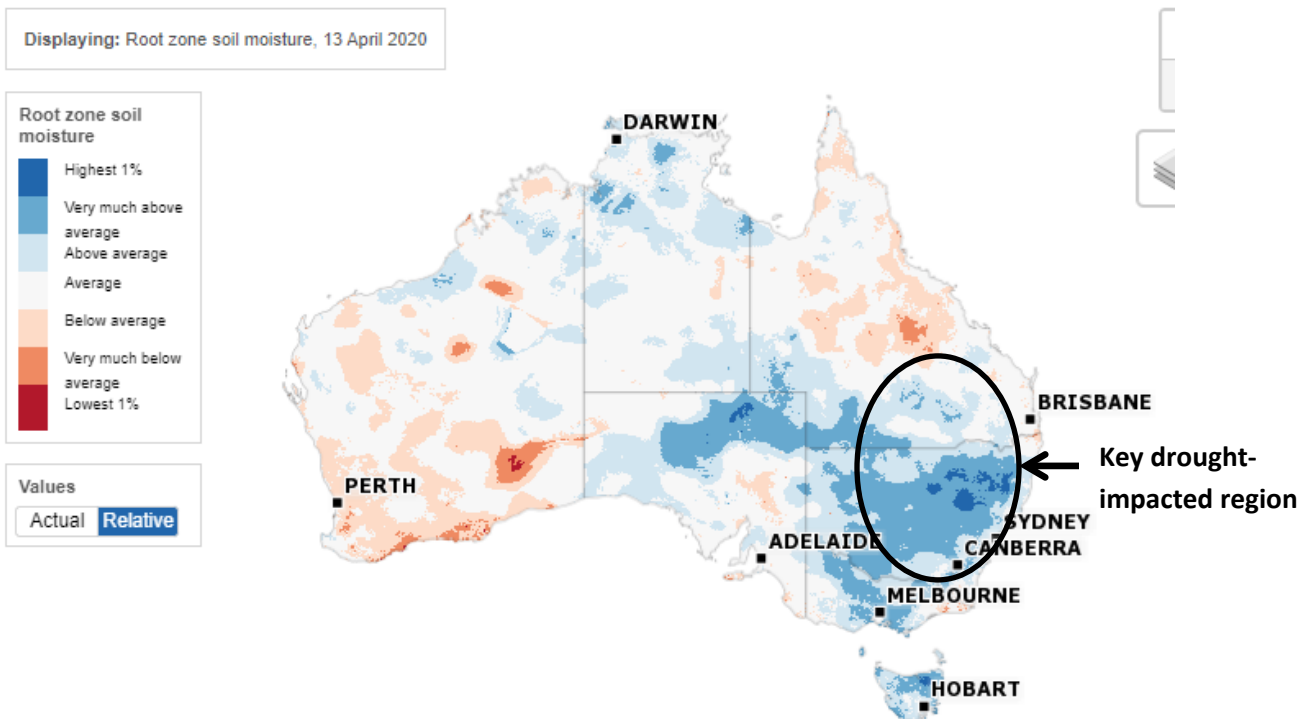 Displaying: Root zone soil moisture, 13 April 2020
Root zone soil
moisture
Highest 1%
Very much above
average
Above average
Average
Below average
Very much below
average
Lowest 1%
Values
Actual Relative
DARWIN
BRISBANE
Key drought-
impacted region
PERTH
SYDNEY
ADELAIDE
CANBERRA
MELBOURNE
HOBART